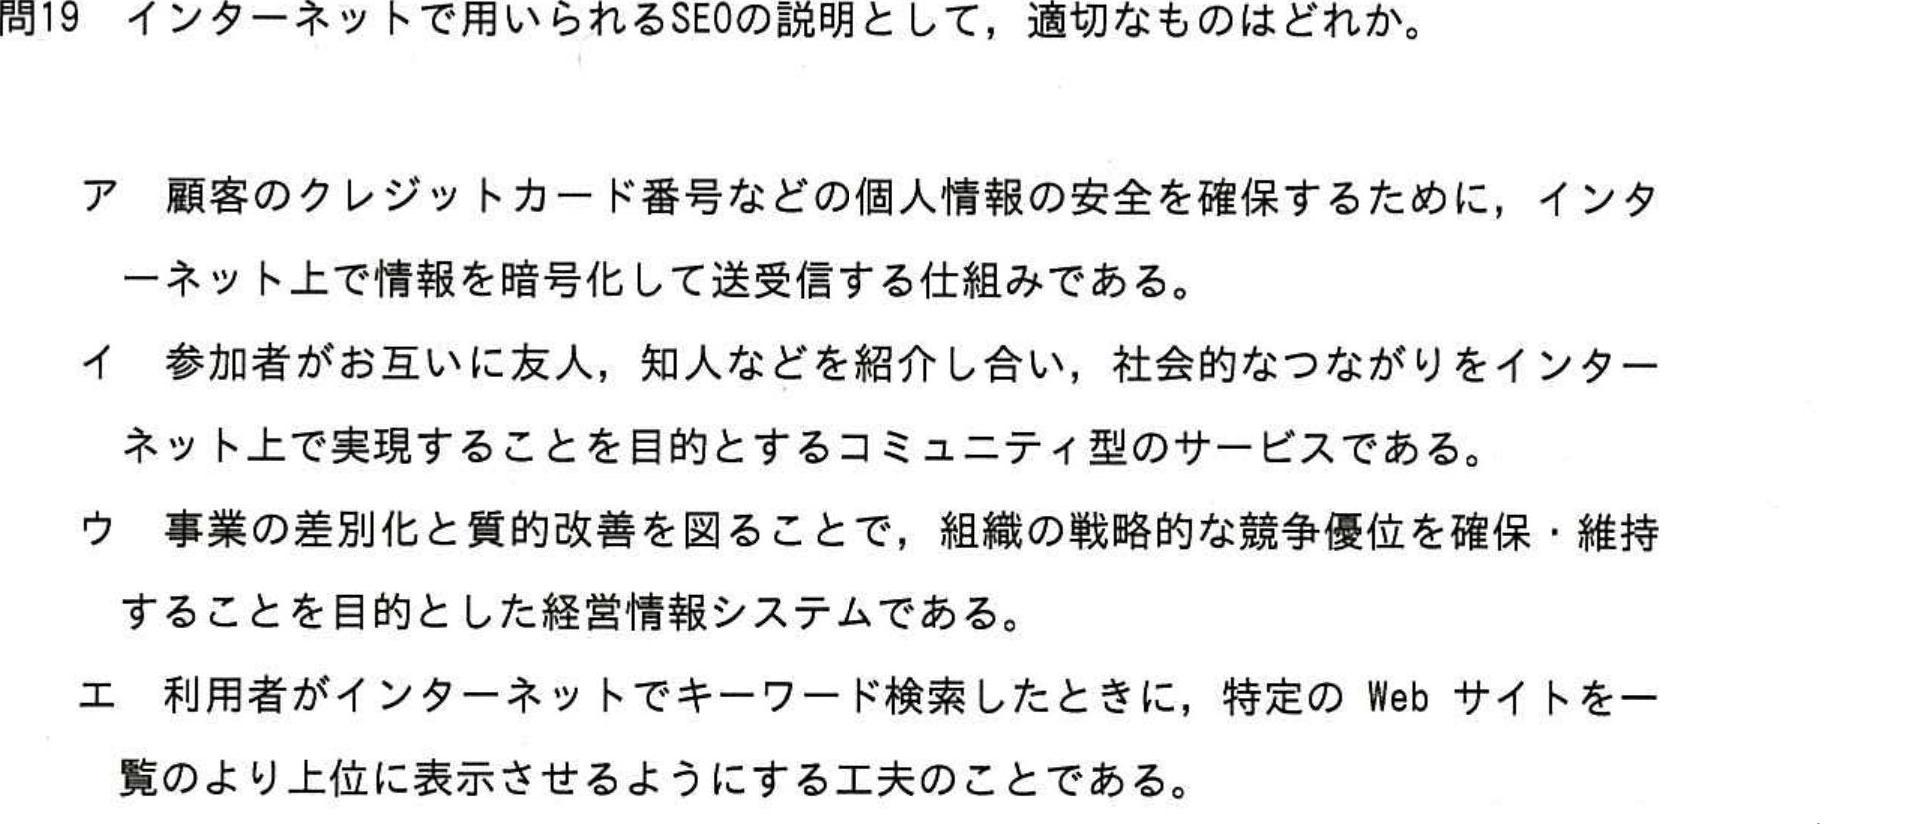 問19　インターネットで用いられるSEOの説明として，適切なものはどれか。
ア　顧客のクレジットカード番号などの個人情報の安全を確保するために，インタ
ーネット上で情報を暗号化して送受信する仕組みである。
イ　参加者がお互いに友人，知人などを紹介し合い，社会的なつながりをインター
ネット上で実現することを目的とするコミュニティ型のサービスである。
ウ　事業の差別化と質的改善を図ることで，組織の戦略的な競争優位を確保・維持
することを目的とした経営情報システムである。
エ　利用者がインターネットでキーワード検索したときに，特定の Web サイトを一
覧のより上位に表示させるようにする工夫のことである。